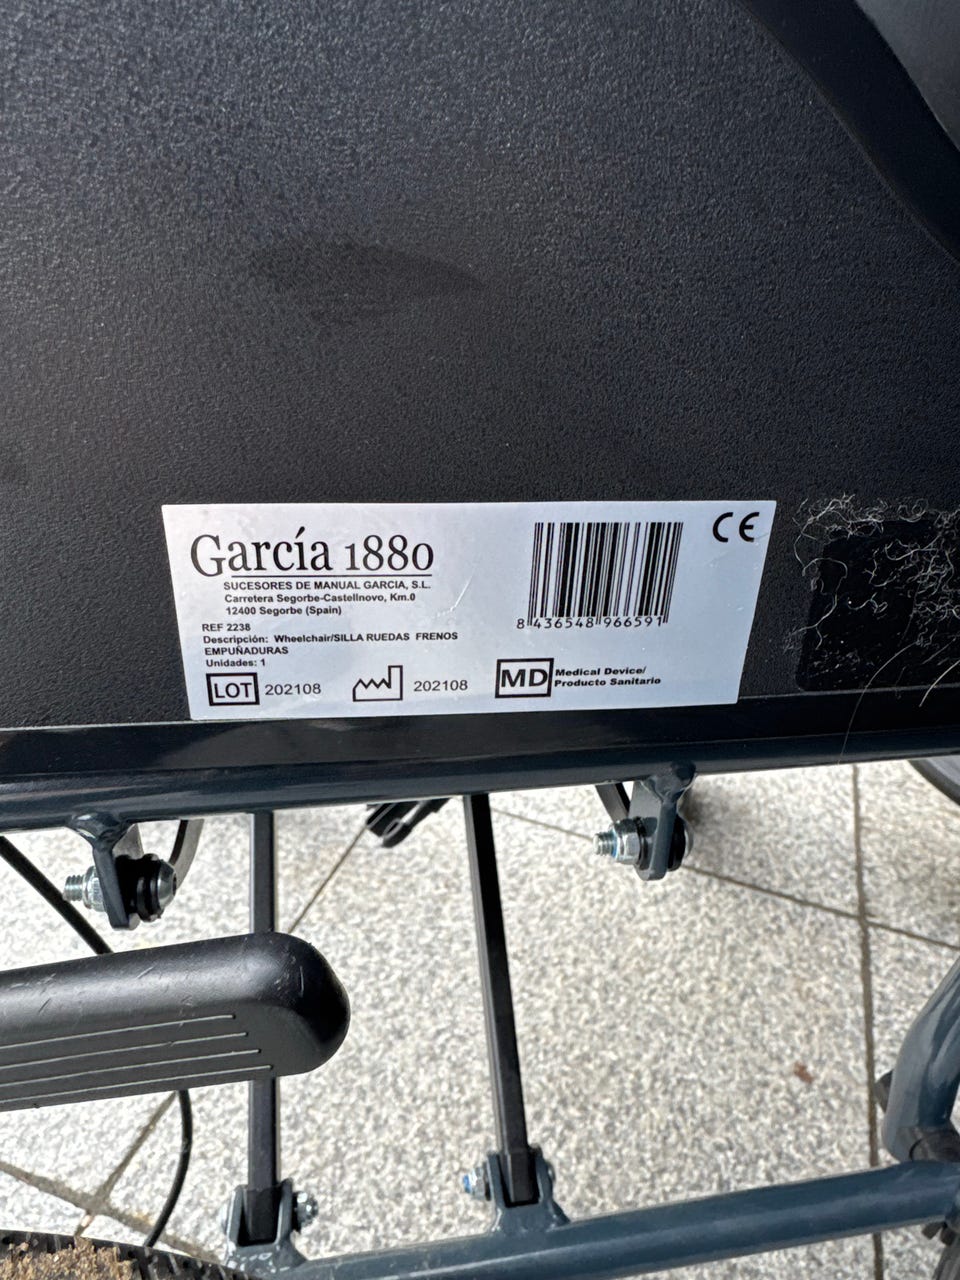 García 1880
SUCESORES DE MANUAL GARCIA, S.L.
Carretera Segorbe-Castellnovo, Km.0
12400 Segorbe (Spain)
REF 2238
Descripción: Wheelchair/SILLA RUEDAS FRENOS
EMPUÑADURAS
Unidades: 1
LOT 202108
202108
CE
8 436548 966591
MD Medical Device/
Producto Sanitario